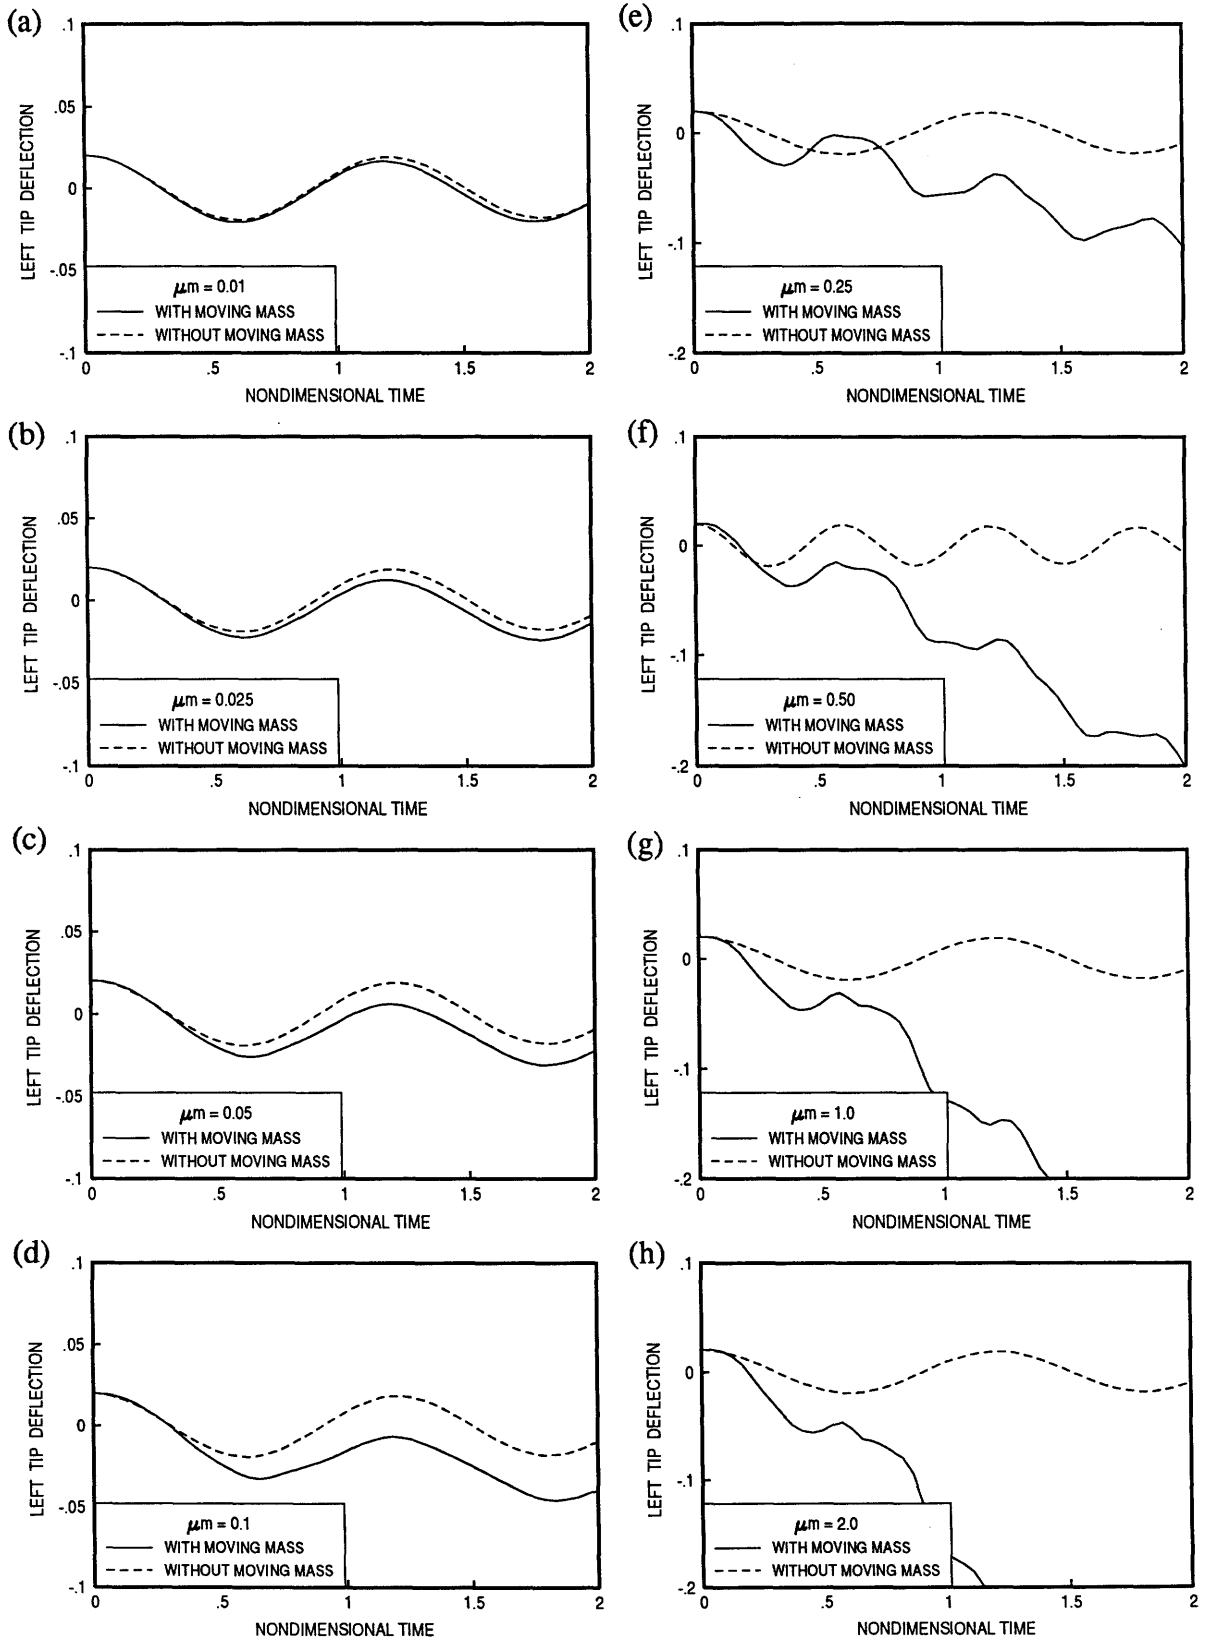 (a)
.1
.05
0
-.05
-.1
LEFT TIP DEFLECTION
μm = 0.01
WITH MOVING MASS
WITHOUT MOVING MASS
0 .5 1 1.5 2
NONDIMENSIONAL TIME
(b)
.1
.05
0
-.05
-.1
LEFT TIP DEFLECTION
μm = 0.025
WITH MOVING MASS
WITHOUT MOVING MASS
0 .5 1 1.5 2
NONDIMENSIONAL TIME
(c)
.1
.05
0
-.05
-.1
LEFT TIP DEFLECTION
μm = 0.05
WITH MOVING MASS
WITHOUT MOVING MASS
0 .5 1 1.5 2
NONDIMENSIONAL TIME
(d)
.1
.05
0
-.05
-.1
LEFT TIP DEFLECTION
μm = 0.1
WITH MOVING MASS
WITHOUT MOVING MASS
0 .5 1 1.5 2
NONDIMENSIONAL TIME
(e)
.1
0
-.1
-.2
LEFT TIP DEFLECTION
μm = 0.25
WITH MOVING MASS
WITHOUT MOVING MASS
0 .5 1 1.5 2
NONDIMENSIONAL TIME
(f)
.1
0
-.1
-.2
LEFT TIP DEFLECTION
μm = 0.50
WITH MOVING MASS
WITHOUT MOVING MASS
0 .5 1 1.5 2
NONDIMENSIONAL TIME
(g)
.1
0
-.1
-.2
LEFT TIP DEFLECTION
μm = 1.0
WITH MOVING MASS
WITHOUT MOVING MASS
0 .5 1 1.5 2
NONDIMENSIONAL TIME
(h)
.1
0
-.1
-.2
LEFT TIP DEFLECTION
μm = 2.0
WITH MOVING MASS
WITHOUT MOVING MASS
0 .5 1 1.5 2
NONDIMENSIONAL TIME